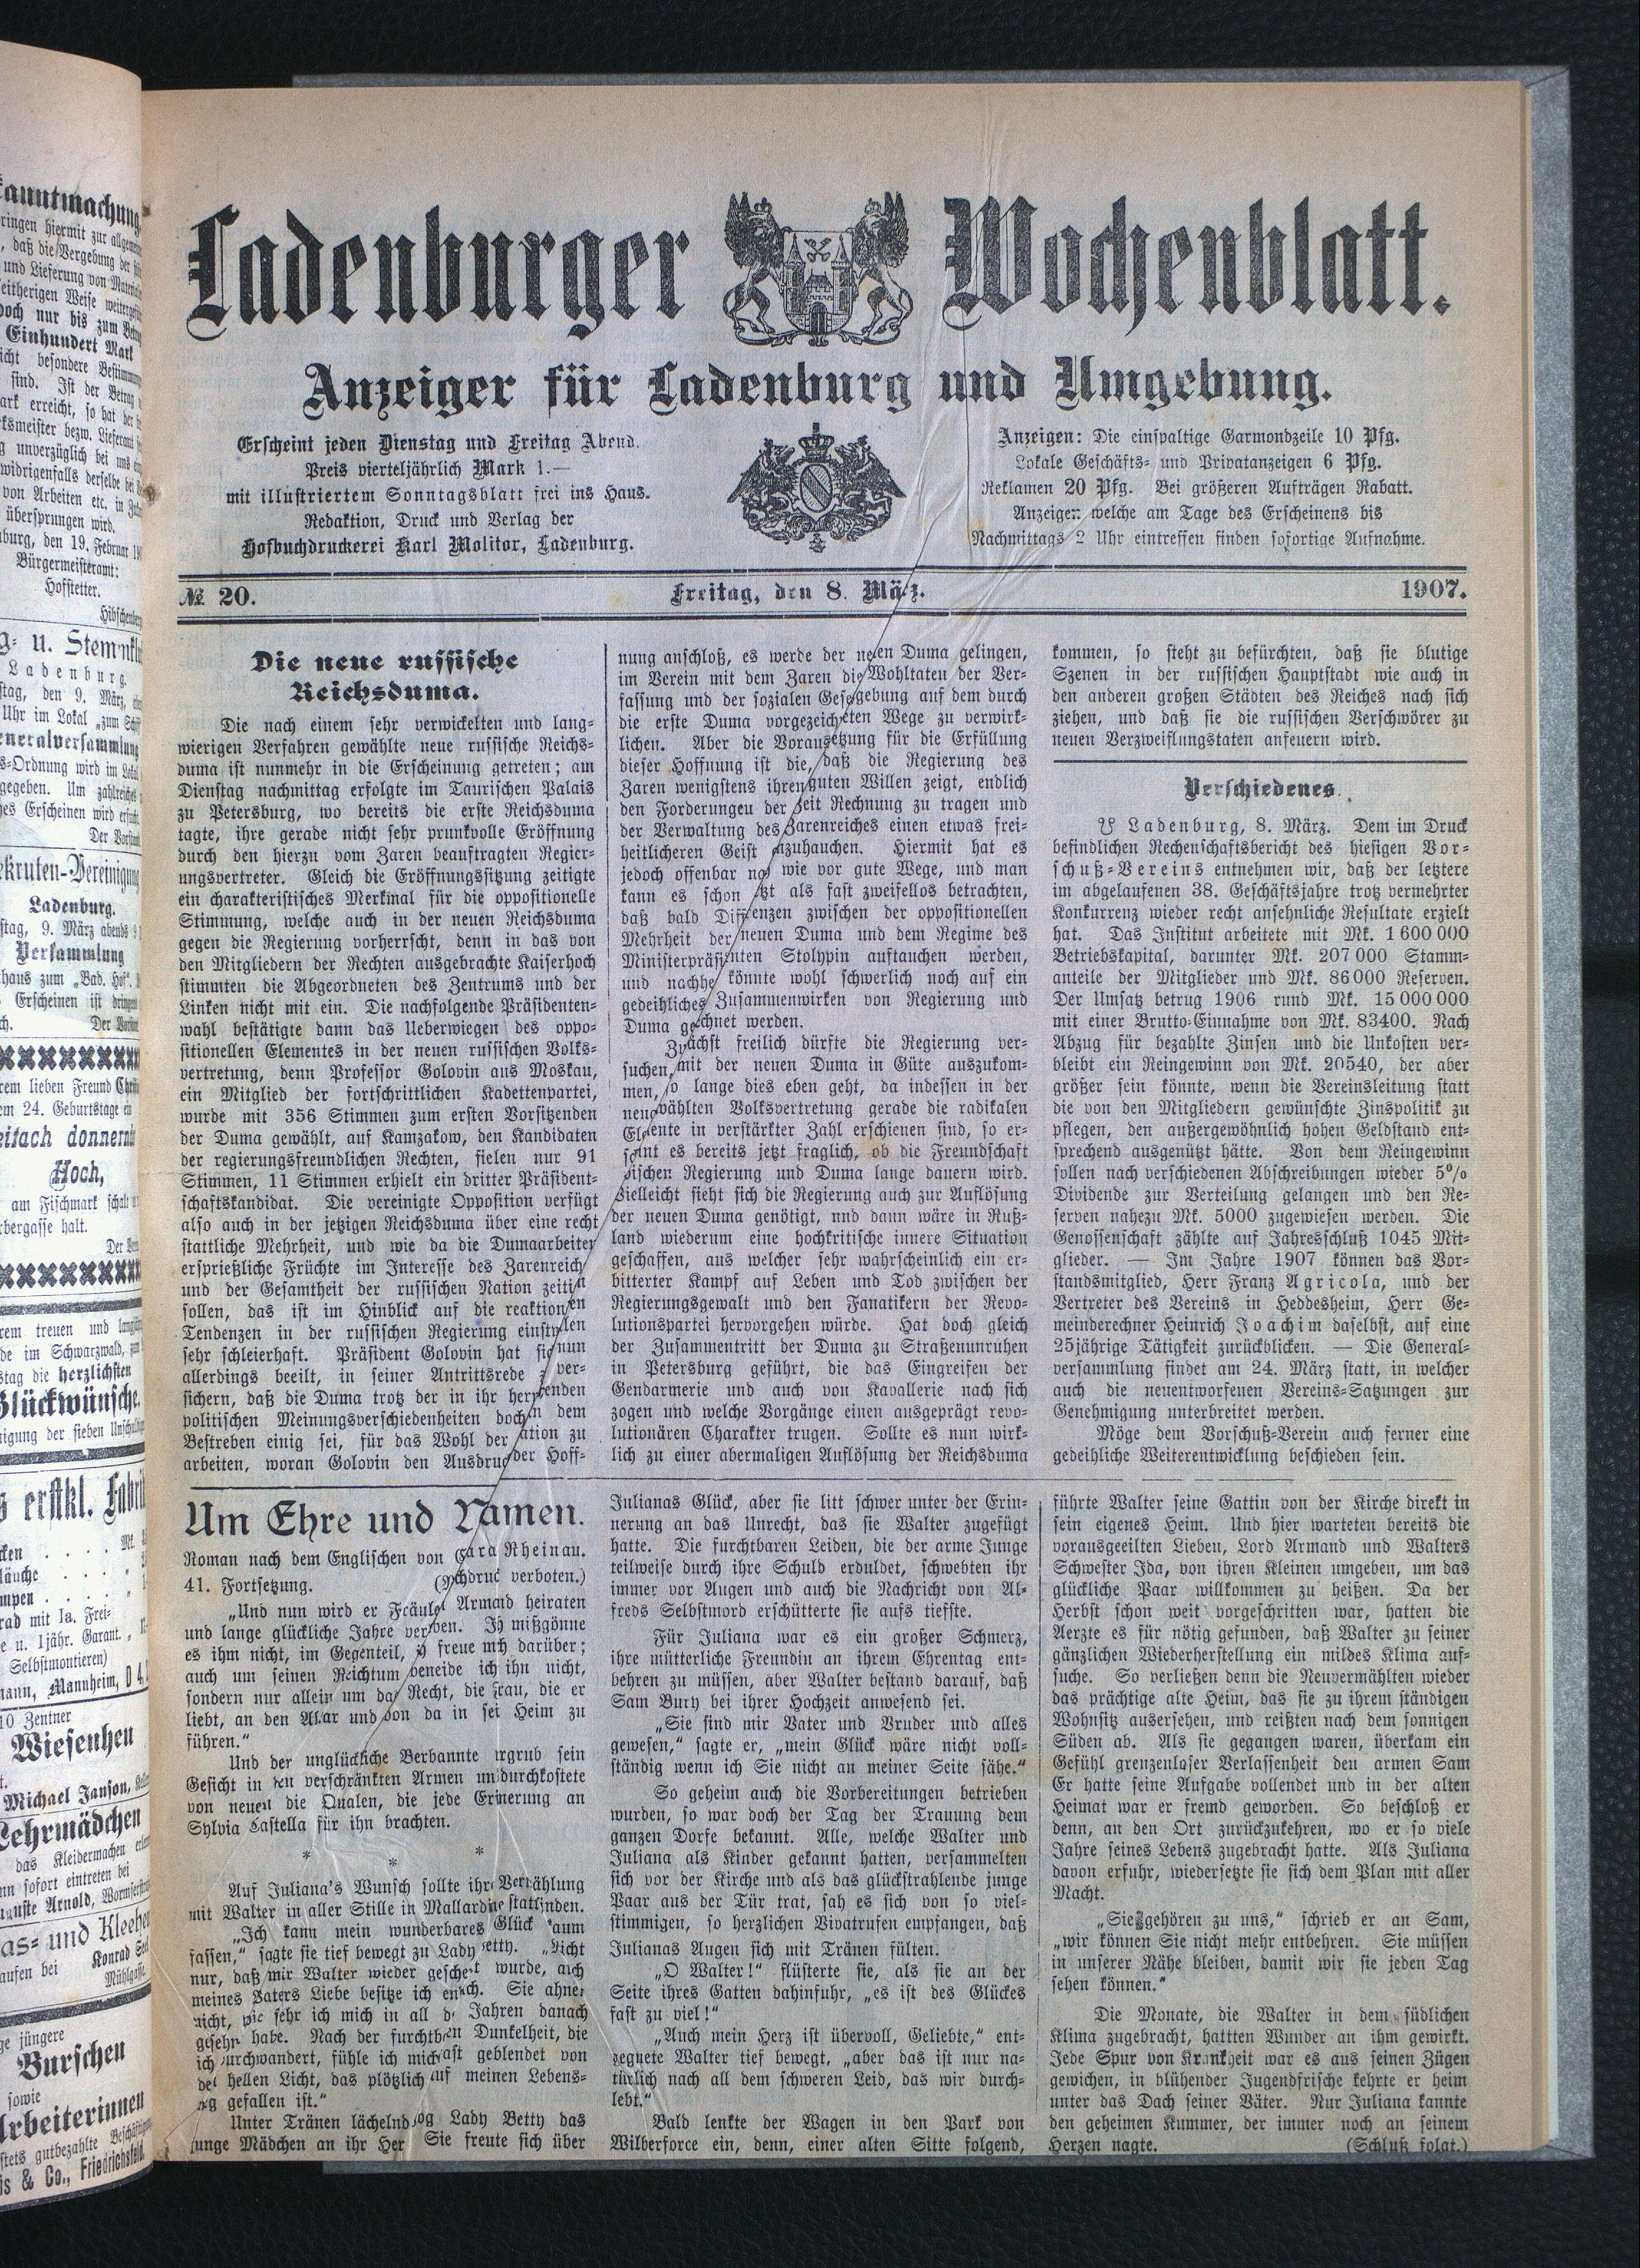 Ladenburger Wochenblatt.
Anzeiger für Ladenburg und Umgebung.
Erscheint jeden Dienstag und Freitag Abend.
Preis vierteljährlich Mark 1.—
mit illustriertem Sonntagsblatt frei ins Haus.
Redaktion, Druck und Verlag der
Hofbuchdruckerei Karl Molitor, Ladenburg.
Anzeigen: Die einspaltige Garmondzeile 10 Pfg.
Lokale Geschäfts- und Privatanzeigen 6 Pfg.
Reklamen 20 Pfg. Bei größeren Aufträgen Rabatt.
Anzeigen welche am Tage des Erscheinens bis
Nachmittags 2 Uhr eintreffen finden sofortige Aufnahme.
№ 20. Freitag, den 8. März. 1907.
Die neue russische
Reichsduma.
Die nach einem sehr verwickelten und lang-
wierigen Verfahren gewählte neue russische Reichs-
duma ist nunmehr in die Erscheinung getreten; am
Dienstag nachmittag erfolgte im Taurischen Palais
zu Petersburg, wo bereits die erste Reichsduma
tagte, ihre gerade nicht sehr prunkvolle Eröffnung
durch den hierzu vom Zaren beauftragten Regier-
ungsvertreter. Gleich die Eröffnungssitzung zeitigte
ein charakteristisches Merkmal für die oppositionelle
Stimmung, welche auch in der neuen Reichsduma
gegen die Regierung vorherrscht, denn in das von
den Mitgliedern der Rechten ausgebrachte Kaiserhoch
stimmten die Abgeordneten des Zentrums und der
Linken nicht mit ein. Die nachfolgende Präsidenten-
wahl bestätigte dann das Ueberwiegen des oppo-
sitionellen Elementes in der neuen russischen Volks-
vertretung, denn Professor Golovin aus Moskau,
ein Mitglied der fortschrittlichen Kadettenpartei,
wurde mit 356 Stimmen zum ersten Vorsitzenden
der Duma gewählt, auf Kamzakow, den Kandidaten
der regierungsfreundlichen Rechten, fielen nur 91
Stimmen, 11 Stimmen erhielt ein dritter Präsident-
schaftskandidat. Die vereinigte Opposition verfügt
also auch in der jetzigen Reichsduma über eine recht
stattliche Mehrheit, und wie da die Dumaarbeiten
ersprießliche Früchte im Interesse des Zarenreich
und der Gesamtheit der russischen Nation
sollen, das ist im Hinblick auf die
Tendenzen in der russischen Regierung
sehr schleierhaft. Präsident Golovin hat nun
allerdings beeilt, in seiner Antrittsrede ver-
sichern, daß die Duma trotz der in ihr
politischen Meinungsverschiedenheiten doch dem
Bestreben einig sei, für das Wohl der zu
arbeiten, woran Golovin den der Hoff-
nung anschloß, es werde der neuen Duma gelingen,
im Verein mit dem Zaren die Wohltaten der Ver-
fassung und der sozialen Gesetzgebung auf dem durch
die erste Duma vorgezeichneten Wege zu verwirk-
lichen. Aber die Voraussetzung für die Erfüllung
dieser Hoffnung ist die, daß die Regierung des
Zaren wenigstens ihren guten Willen zeigt, endlich
den Forderungeu der Zeit Rechnung zu tragen und
der Verwaltung des Zarenreiches einen etwas frei-
heitlicheren Geist Hiermit hat es
jedoch offenbar wie vor gute Wege, und man
kann es schon als fast zweifellos betrachten,
daß bald zwischen der oppositionellen
Mehrheit der neuen Duma und dem Regime des
Stolypin auftauchen werden,
und könnte wohl schwerlich noch auf ein
gedeihliches Zusammenwirken von Regierung und
Duma werden.
freilich dürfte die Regierung ver-
suchen, mit der neuen Duma in Güte auszukom-
men, so lange dies eben geht, da indessen in der
Volksvertretung gerade die radikalen
in verstärkter Zahl erschienen sind, so er-
es bereits jetzt fraglich, ob die Freundschaft
Regierung und Duma lange dauern wird.
Vielleicht sieht sich die Regierung auch zur Auflösung
der neuen Duma genötigt, nnd dann wäre in Ruß-
land wiederum eine hochkritische innere Situation
geschaffen, aus welcher sehr wahrscheinlich ein er-
bitterter Kampf auf Leben und Tod zwischen der
Regierungsgewalt und den Fanatikern der Revo-
lutionspartei hervorgehen würde. Hat doch gleich
der Zusammentritt der Duma zu Straßenunruhen
in Petersburg geführt, die das Eingreifen der
Gendarmerie und auch von Kavallerie nach sich
zogen und welche Vorgänge einen ausgeprägt revo-
lutionären Charakter trugen. Sollte es nun wirk-
lich zu einer abermaligen Auflösung der Reichsduma
kommen, so steht zu befürchten, daß sie blutige
Szenen in der russischen Hauptstadt wie auch in
den anderen großen Städten des Reiches nach sich
ziehen, und daß sie die russischen Verschwörer zu
neuen Verzweiflungstaten anfeuern wird.
Verschiedenes.
Ladenburg, 8. März. Dem im Druck
befindlichen Rechenschaftsbericht des hiesigen Vor-
schuß-Vereins entnehmen wir, daß der letztere
im abgelaufenen 38. Geschäftsjahre trotz vermehrter
Konkurrenz wieder recht ansehnliche Resultate erzielt
hat. Das Institut arbeitete mit Mk. 1 600 000
Betriebskapital, darunter Mk. 207 000 Stamm-
anteile der Mitglieder und Mk. 86 000 Reserven.
Der Umsatz betrug 1906 rund Mk. 15 000 000
mit einer Brutto-Einnahme von Mk. 83400. Nach
Abzug für bezahlte Zinsen und die Unkosten ver-
bleibt ein Reingewinn von Mk. 20540, der aber
größer sein könnte, wenn die Vereinsleitung statt
die von den Mitgliedern gewünschte Zinspolitik zu
pflegen, den außergewöhnlich hohen Geldstand ent-
sprechend ausgenützt hätte. Von dem Reingewinn
sollen nach verschiedenen Abschreibungen wieder 5%
Dividende zur Verteilung gelangen und den Re-
serven nahezu Mk. 5000 zugewiesen werden. Die
Genossenschaft zählte auf Jahresschluß 1045 Mit-
glieder. — Im Jahre 1907 können das Vor-
standsmitglied, Herr Franz Agricola, und der
Vertreter des Vereins in Heddesheim, Herr Ge-
meinderechner Heinrich Joachim daselbst, auf eine
25jährige Tätigkeit zurückblicken. — Die General-
versammlung findet am 24. März statt, in welcher
auch die neuentworfenen Vereins-Satzungen zur
Genehmigung unterbreitet werden.
Möge dem Vorschuß-Verein auch ferner eine
gedeihliche Weiterentwicklung beschieden sein.
Um Ehre und Namen.
Roman nach dem Englischen von Cara Rheinau.
41. Fortsetzung. (Nachdruck verboten.)
„Und nun wird er Fräulei Armand heiraten
und lange glückliche Jahre Ich mißgönne
es ihm nicht, im Gegenteil, freue mich darüber;
auch um seinen Reichtum beneide ich ihn nicht,
sondern nur allein um das Recht, die Frau, die er
liebt, an den Altar und von da in sei Heim zu
führen.“
Und der unglückliche Verbannte sein
Gesicht in den verschränkten Armen und durchkostete
von neuen die Qualen, die jede Erinerung an
Sylvia Castella für ihn brachten.
* * *
Auf Juliana's Wunsch sollte ihre Vermählung
mit Walter in aller Stille in stattfinden.
„Ich kann mein wunderbares Glück kaum
fassen,“ sagte sie tief bewegt zu Lady Betty. „Nicht
nur, daß mir Walter wieder geschenkt wurde, auch
meines Vaters Liebe besitze ich Sie ahnen
nicht, wie sehr ich mich in all Jahren danach
gesehn habe. Nach der furchtbaren Dunkelheit, die
ich durchwandert, fühle ich mich fast geblendet von
dem hellen Licht, das plötzlich auf meinen Lebens-
weg gefallen ist.“
Unter Tränen lächelnd zog Lady Betty das
junge Mädchen an ihr Sie freute sich über
Julianas Glück, aber sie litt schwer unter der Erin-
nerung an das Unrecht, das sie Walter zugefügt
hatte. Die furchtbaren Leiden, die der arme Junge
teilweise durch ihre Schuld erduldet, schwebten ihr
immer vor Augen und auch die Nachricht von Al-
freds Selbstmord erschütterte sie aufs tiefste.
Für Juliana war es ein großer Schmerz,
ihre mütterliche Freundin an ihrem Ehrentag ent-
behren zu müssen, aber Walter bestand darauf, daß
Sam Bury bei ihrer Hochzeit anwesend sei.
„Sie sind mir Vater und Bruder und alles
gewesen,“ sagte er, „mein Glück wäre nicht voll-
ständig wenn ich Sie nicht an meiner Seite sähe.“
So geheim auch die Vorbereitungen betrieben
wurden, so war doch der Tag der Trauung dem
ganzen Dorfe bekannt. Alle, welche Walter und
Juliana als Kinder gekannt hatten, versammelten
sich vor der Kirche und als das glückstrahlende junge
Paar aus der Tür trat, sah es sich von so viel-
stimmigen, so herzlichen Vivatrufen empfangen, daß
Julianas Augen sich mit Tränen fülten.
„O Walter!“ flüsterte sie, als sie an der
Seite ihres Gatten dahinfuhr, „es ist des Glückes
fast zu viel!“
„Auch mein Herz ist übervoll, Geliebte,“ ent-
gegnete Walter tief bewegt, „aber das ist nur na-
türlich nach all dem schweren Leid, das wir durch-
lebt.“
Bald lenkte der Wagen in den Park von
Wilberforce ein, denn, einer alten Sitte folgend,
führte Walter seine Gattin von der Kirche direkt in
sein eigenes Heim. Und hier warteten bereits die
vorausgeeilten Lieben, Lord Armand und Walters
Schwester Ida, von ihren Kleinen umgeben, um das
glückliche Paar willkommen zu heißen. Da der
Herbst schon weit vorgeschritten war, hatten die
Aerzte es für nötig gefunden, daß Walter zu seiner
gänzlichen Wiederherstellung ein mildes Klima auf-
suche. So verließen denn die Neuvermählten wieder
das prächtige alte Heim, das sie zu ihrem ständigen
Wohnsitz ausersehen, und reißten nach dem sonnigen
Süden ab. Als sie gegangen waren, überkam ein
Gefühl grenzenloser Verlassenheit den armen Sam
Er hatte seine Aufgabe vollendet und in der alten
Heimat war er fremd geworden. So beschloß er
denn, an den Ort zurückzukehren, wo er so viele
Jahre seines Lebens zugebracht hatte. Als Juliana
davon erfuhr, wiedersetzte sie sich dem Plan mit aller
Macht.
„Sie gehören zu uns,“ schrieb er an Sam,
„wir können Sie nicht mehr entbehren. Sie müssen
in unserer Nähe bleiben, damit wir sie jeden Tag
sehen können.“
Die Monate, die Walter in dem südlichen
Klima zugebracht, hattten Wunder an ihm gewirkt.
Jede Spur von Krankheit war es aus seinen Zügen
gewichen, in blühender Jugendfrische kehrte er heim
unter das Dach seiner Väter. Nur Juliana kannte
den geheimen Kummer, der immer noch an seinem
Herzen nagte. (Schluß folgt.)